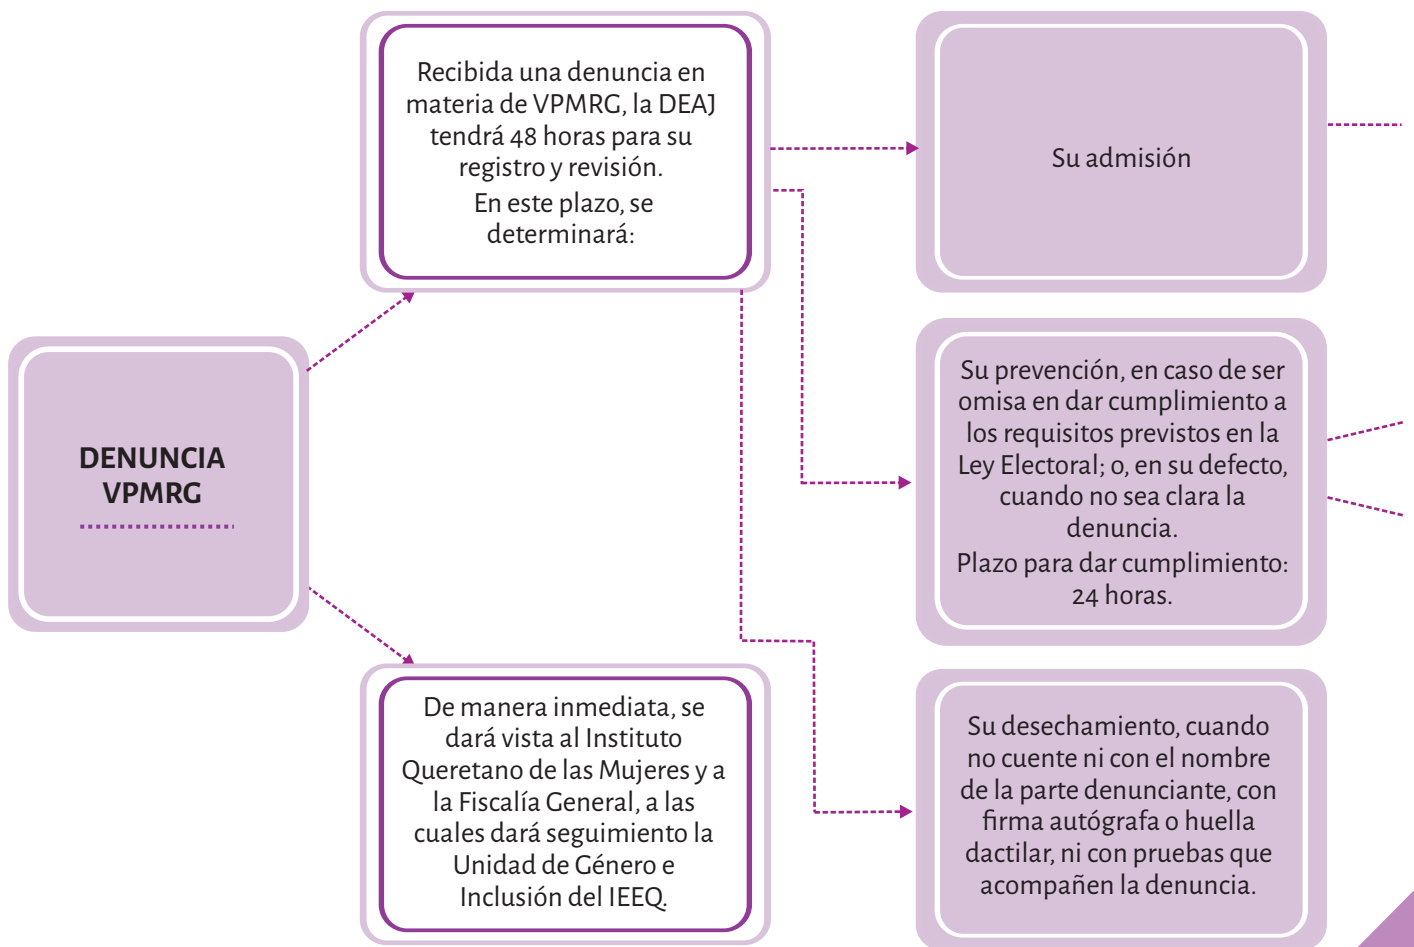 DENUNCIA
VPMRG
Recibida una denuncia en
materia de VPMRG, la DEAJ
tendrá 48 horas para su
registro y revisión.
En este plazo, se
determinará:
De manera inmediata, se
dará vista al Instituto
Queretano de las Mujeres y a
la Fiscalía General, a las
cuales dará seguimiento la
Unidad de Género e
Inclusión del IEEQ.
Su admisión
Su prevención, en caso de ser
omisa en dar cumplimiento a
los requisitos previstos en la
Ley Electoral; o, en su defecto,
cuando no sea clara la
denuncia.
Plazo para dar cumplimiento:
24 horas.
Su desechamiento, cuando
no cuente ni con el nombre
de la parte denunciante, con
firma autógrafa o huella
dactilar, ni con pruebas que
acompañen la denuncia.